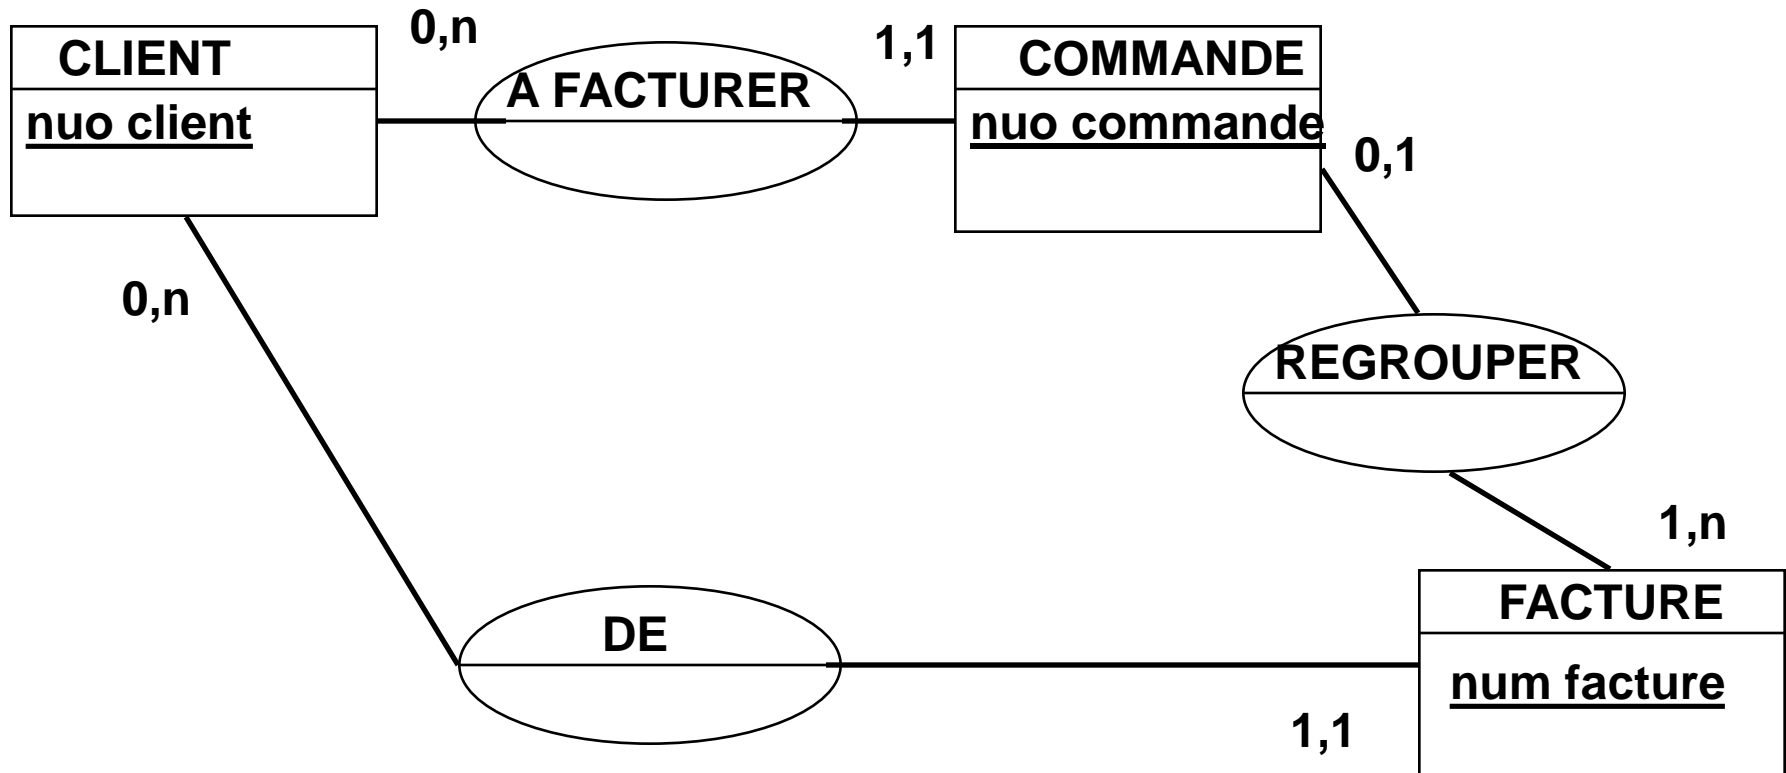 0,n
1,1
CLIENT
A FACTURER
COMMANDE
nuo client
nuo commande
0,1
0,n
REGROUPER
1,n
DE
FACTURE
num facture
1,1